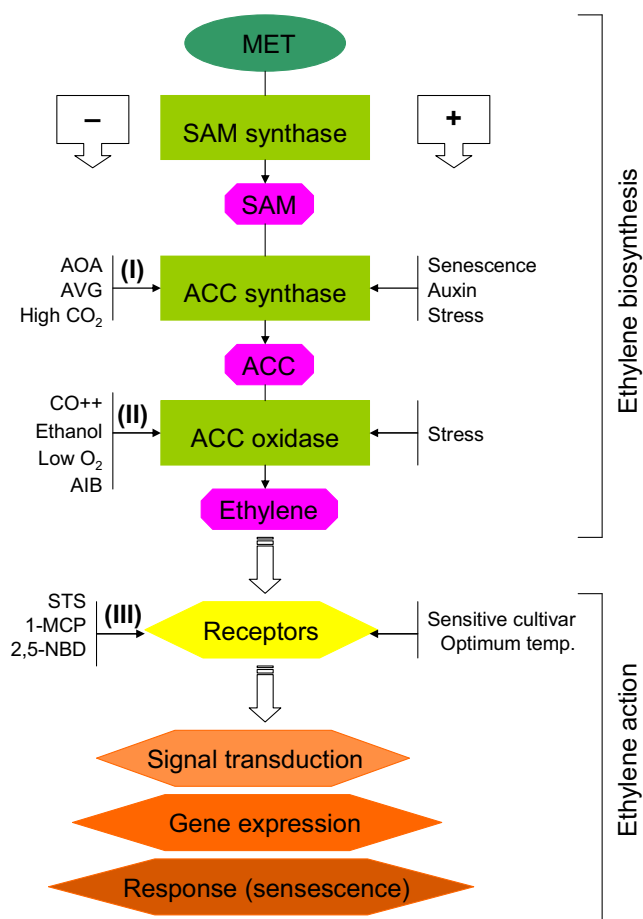 MET
–
+
SAM synthase
SAM
AOA
AVG
High CO₂
(I)
ACC synthase
Senescence
Auxin
Stress
ACC
CO++
Ethanol
Low O₂
AIB
(II)
ACC oxidase
Stress
Ethylene
Ethylene biosynthesis
STS
1-MCP
2,5-NBD
(III)
Receptors
Sensitive cultivar
Optimum temp.
Signal transduction
Gene expression
Response (sensescence)
Ethylene action